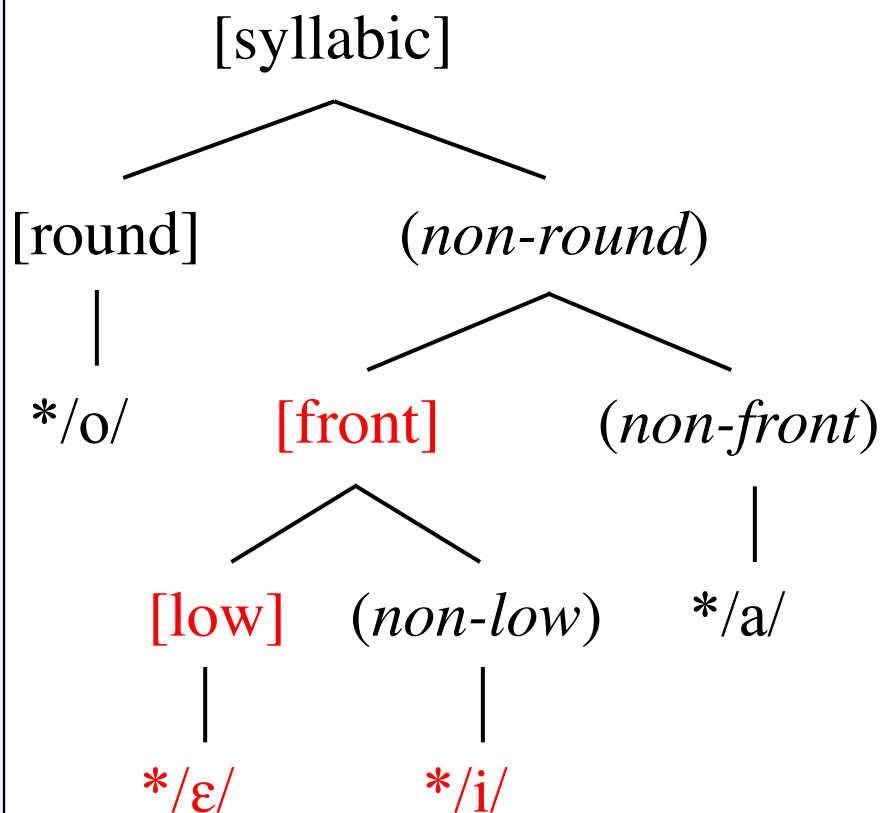 [syllabic]
[round] (non-round)
*/o/ [front] (non-front)
[low] (non-low) */a/
*/ɛ/ */i/